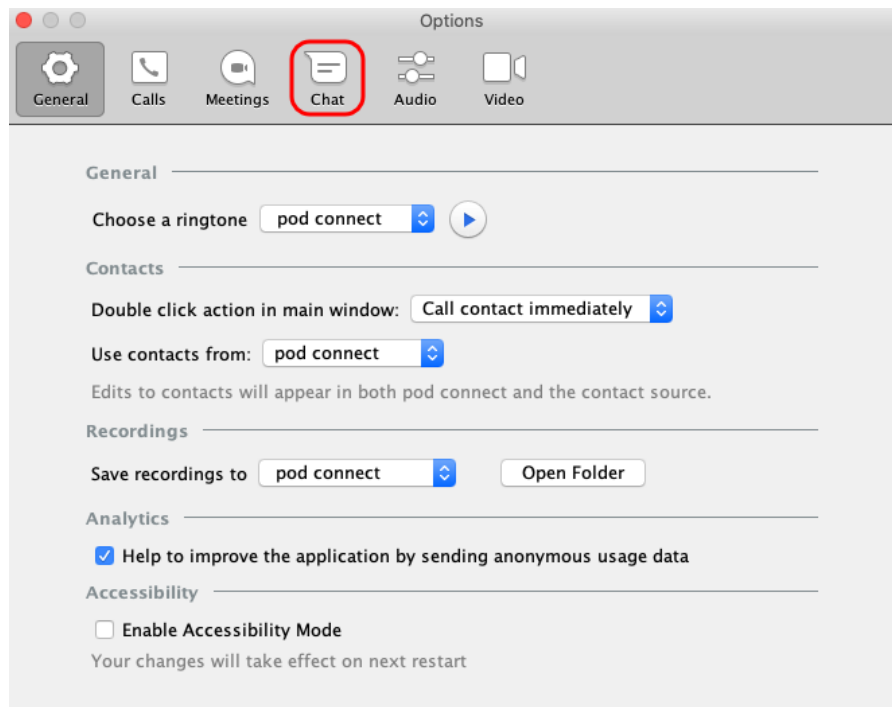 Options
General Calls Meetings Chat Audio Video
General
Choose a ringtone pod connect
Contacts
Double click action in main window: Call contact immediately
Use contacts from: pod connect
Edits to contacts will appear in both pod connect and the contact source.
Recordings
Save recordings to pod connect Open Folder
Analytics
Help to improve the application by sending anonymous usage data
Accessibility
Enable Accessibility Mode
Your changes will take effect on next restart